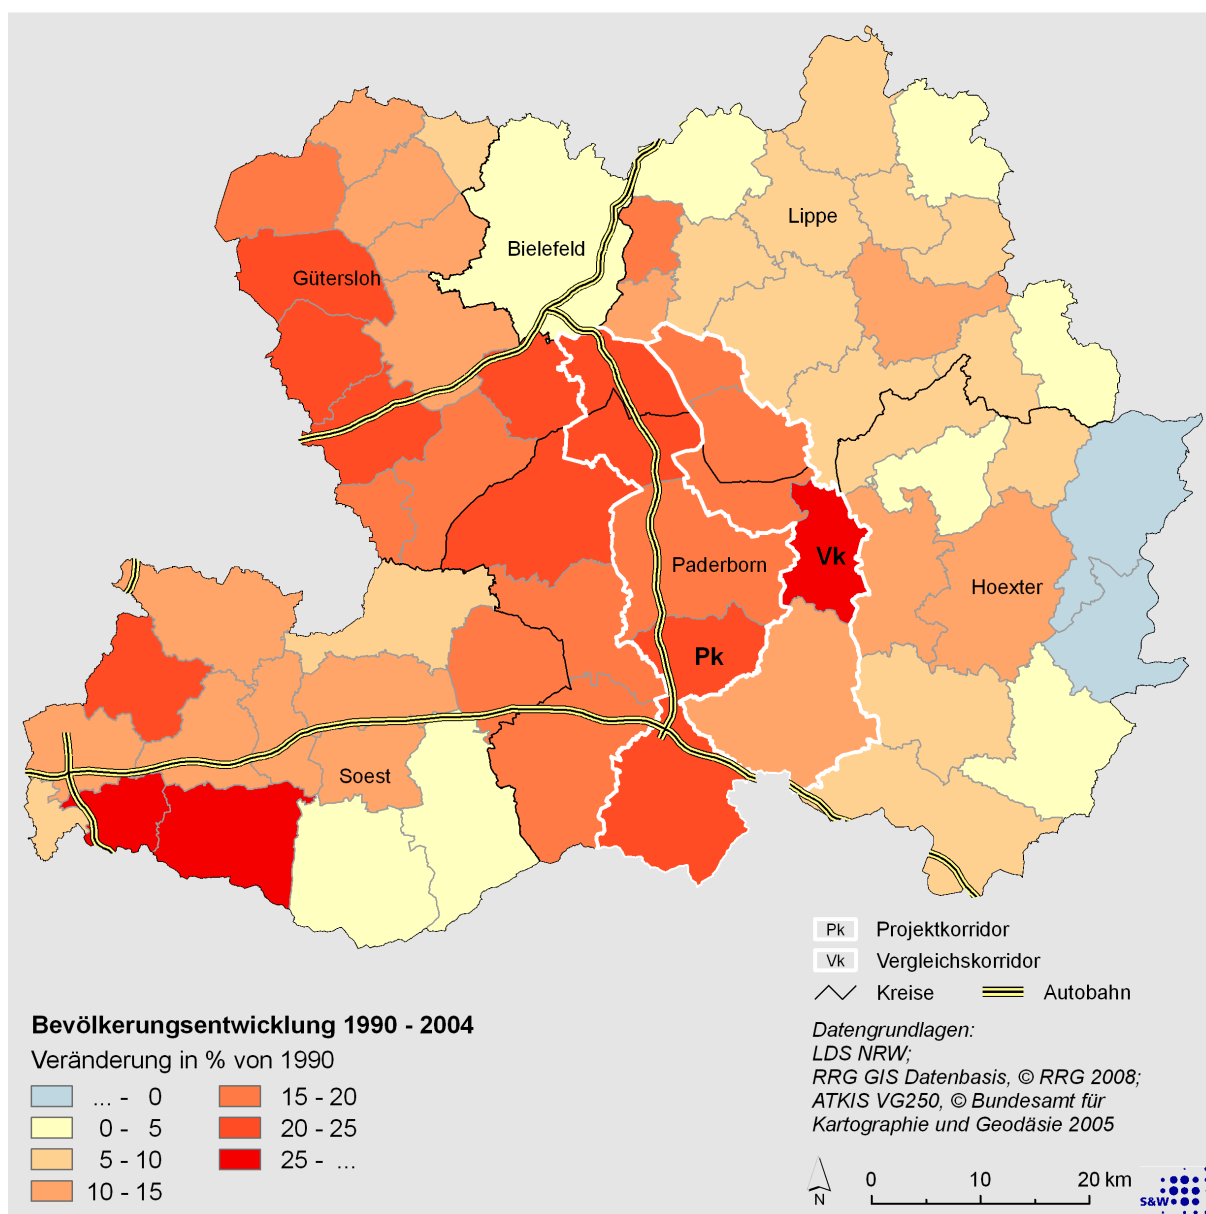 Lippe
Bielefeld
Gütersloh
Vk
Paderborn
Hoexter
Pk
Soest
Pk Projektkorridor
Vk Vergleichskorridor
Kreise Autobahn
Bevölkerungsentwicklung 1990 - 2004
Veränderung in % von 1990
... - 0
0 - 5
5 - 10
10 - 15
15 - 20
20 - 25
25 - ...
Datengrundlagen:
LDS NRW;
RRG GIS Datenbasis, © RRG 2008;
ATKIS VG250, © Bundesamt für
Kartographie und Geodäsie 2005
N
0 10 20 km
S&W